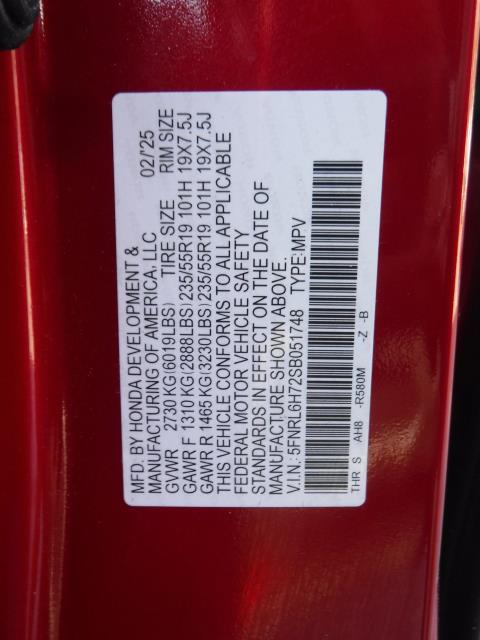 MFD. BY HONDA DEVELOPMENT &
MANUFACTURING OF AMERICA, LLC 02/'25
GVWR 2730 KG(6019LBS) TIRE SIZE RIM SIZE
GAWR F 1310 KG(2888LBS)235/55R19 101H 19X7.5J
GAWR R 1465 KG(3230LBS)235/55R19 101H 19X7.5J
THIS VEHICLE CONFORMS TO ALL APPLICABLE
FEDERAL MOTOR VEHICLE SAFETY
STANDARDS IN EFFECT ON THE DATE OF
MANUFACTURE SHOWN ABOVE.
V.I.N.: 5FNRL6H72SB051748 TYPE: MPV
THR S AH8 -R580M -Z -B